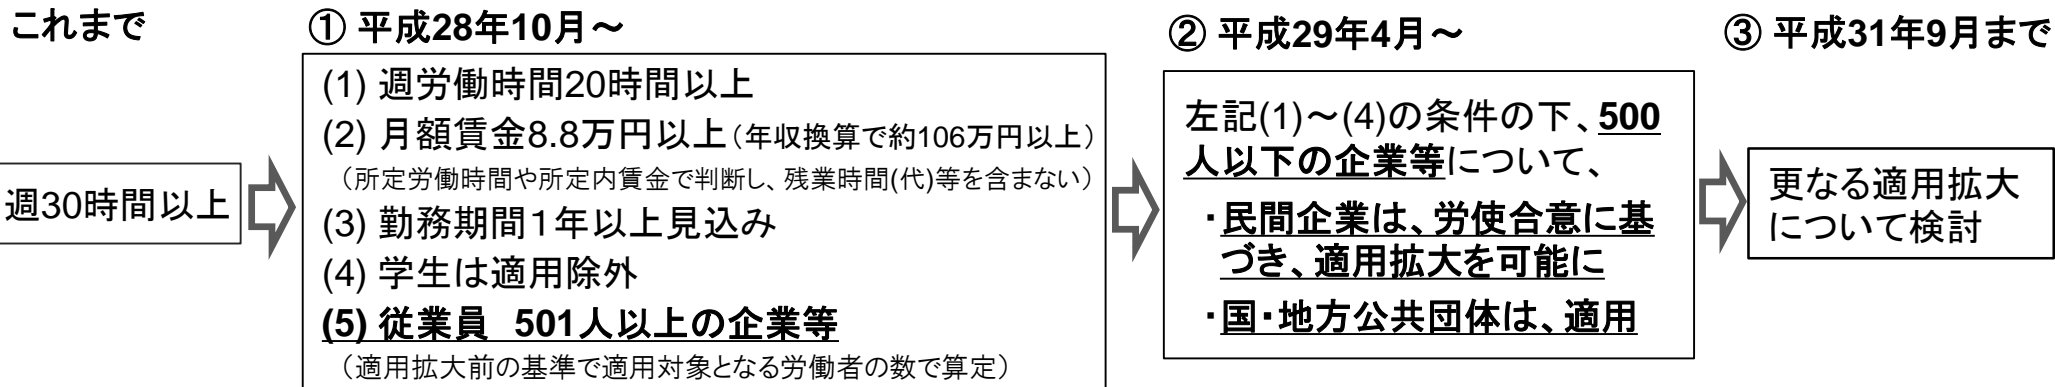 これまで
週30時間以上
① 平成28年10月～
(1) 週労働時間20時間以上
(2) 月額賃金8.8万円以上（年収換算で約106万円以上）
（所定労働時間や所定内賃金で判断し、残業時間(代)等を含まない）
(3) 勤務期間１年以上見込み
(4) 学生は適用除外
(5) 従業員　501人以上の企業等
（適用拡大前の基準で適用対象となる労働者の数で算定）
② 平成29年4月～
左記(1)～(4)の条件の下、500
人以下の企業等について、
・民間企業は、労使合意に基
づき、適用拡大を可能に
・国・地方公共団体は、適用
③ 平成31年9月まで
更なる適用拡大
について検討